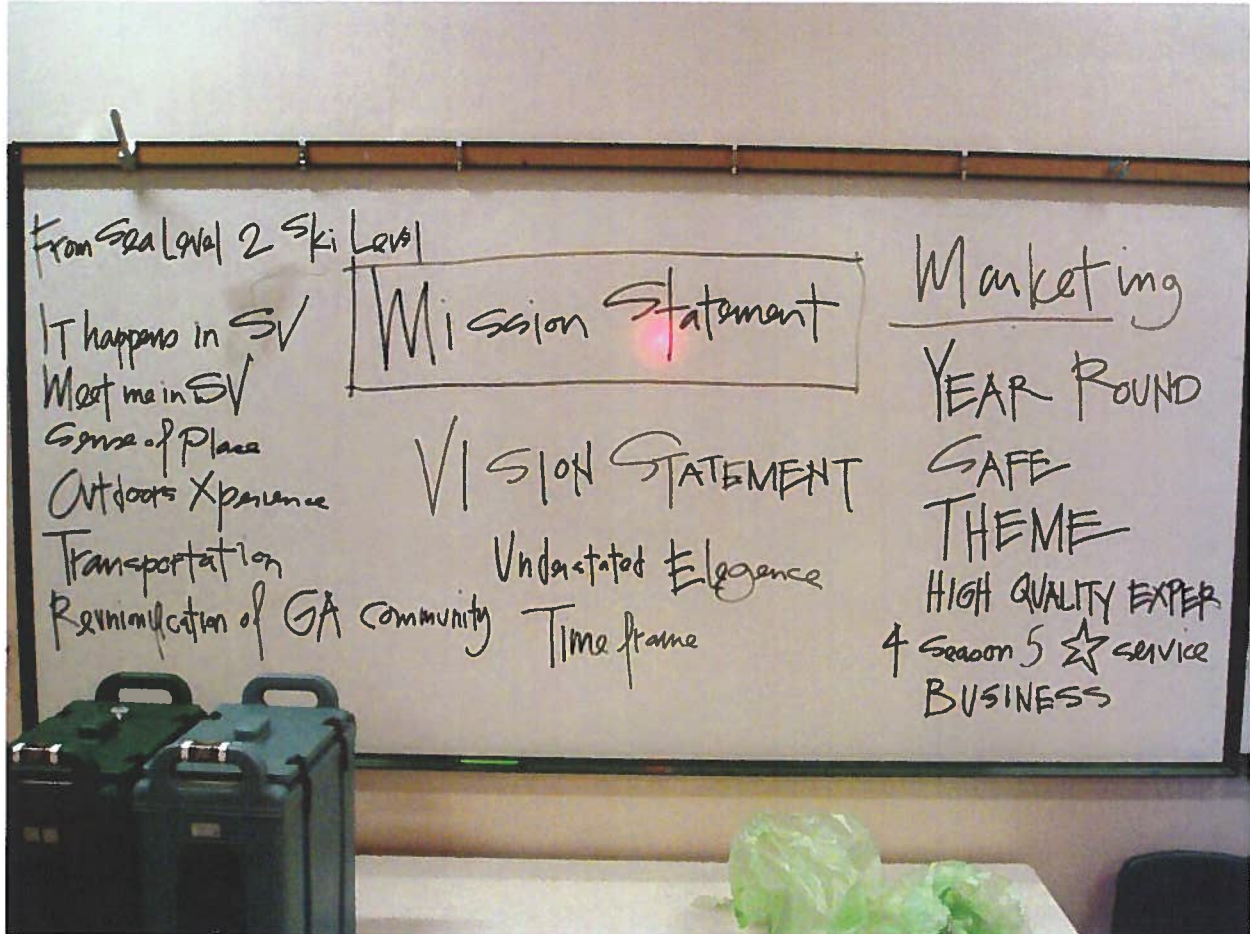 From Sea Level 2 Ski Level
IT happens in SV
Meet me in SV
Sense of Place
Outdoors Xperience
Transportation
of GA community
Mission Statement
VISION STATEMENT
Understated Elegence
Time frame
Marketing
YEAR ROUND
SAFE
THEME
HIGH QUALITY EXPER
4 Season 5 ☆ service
BUSINESS